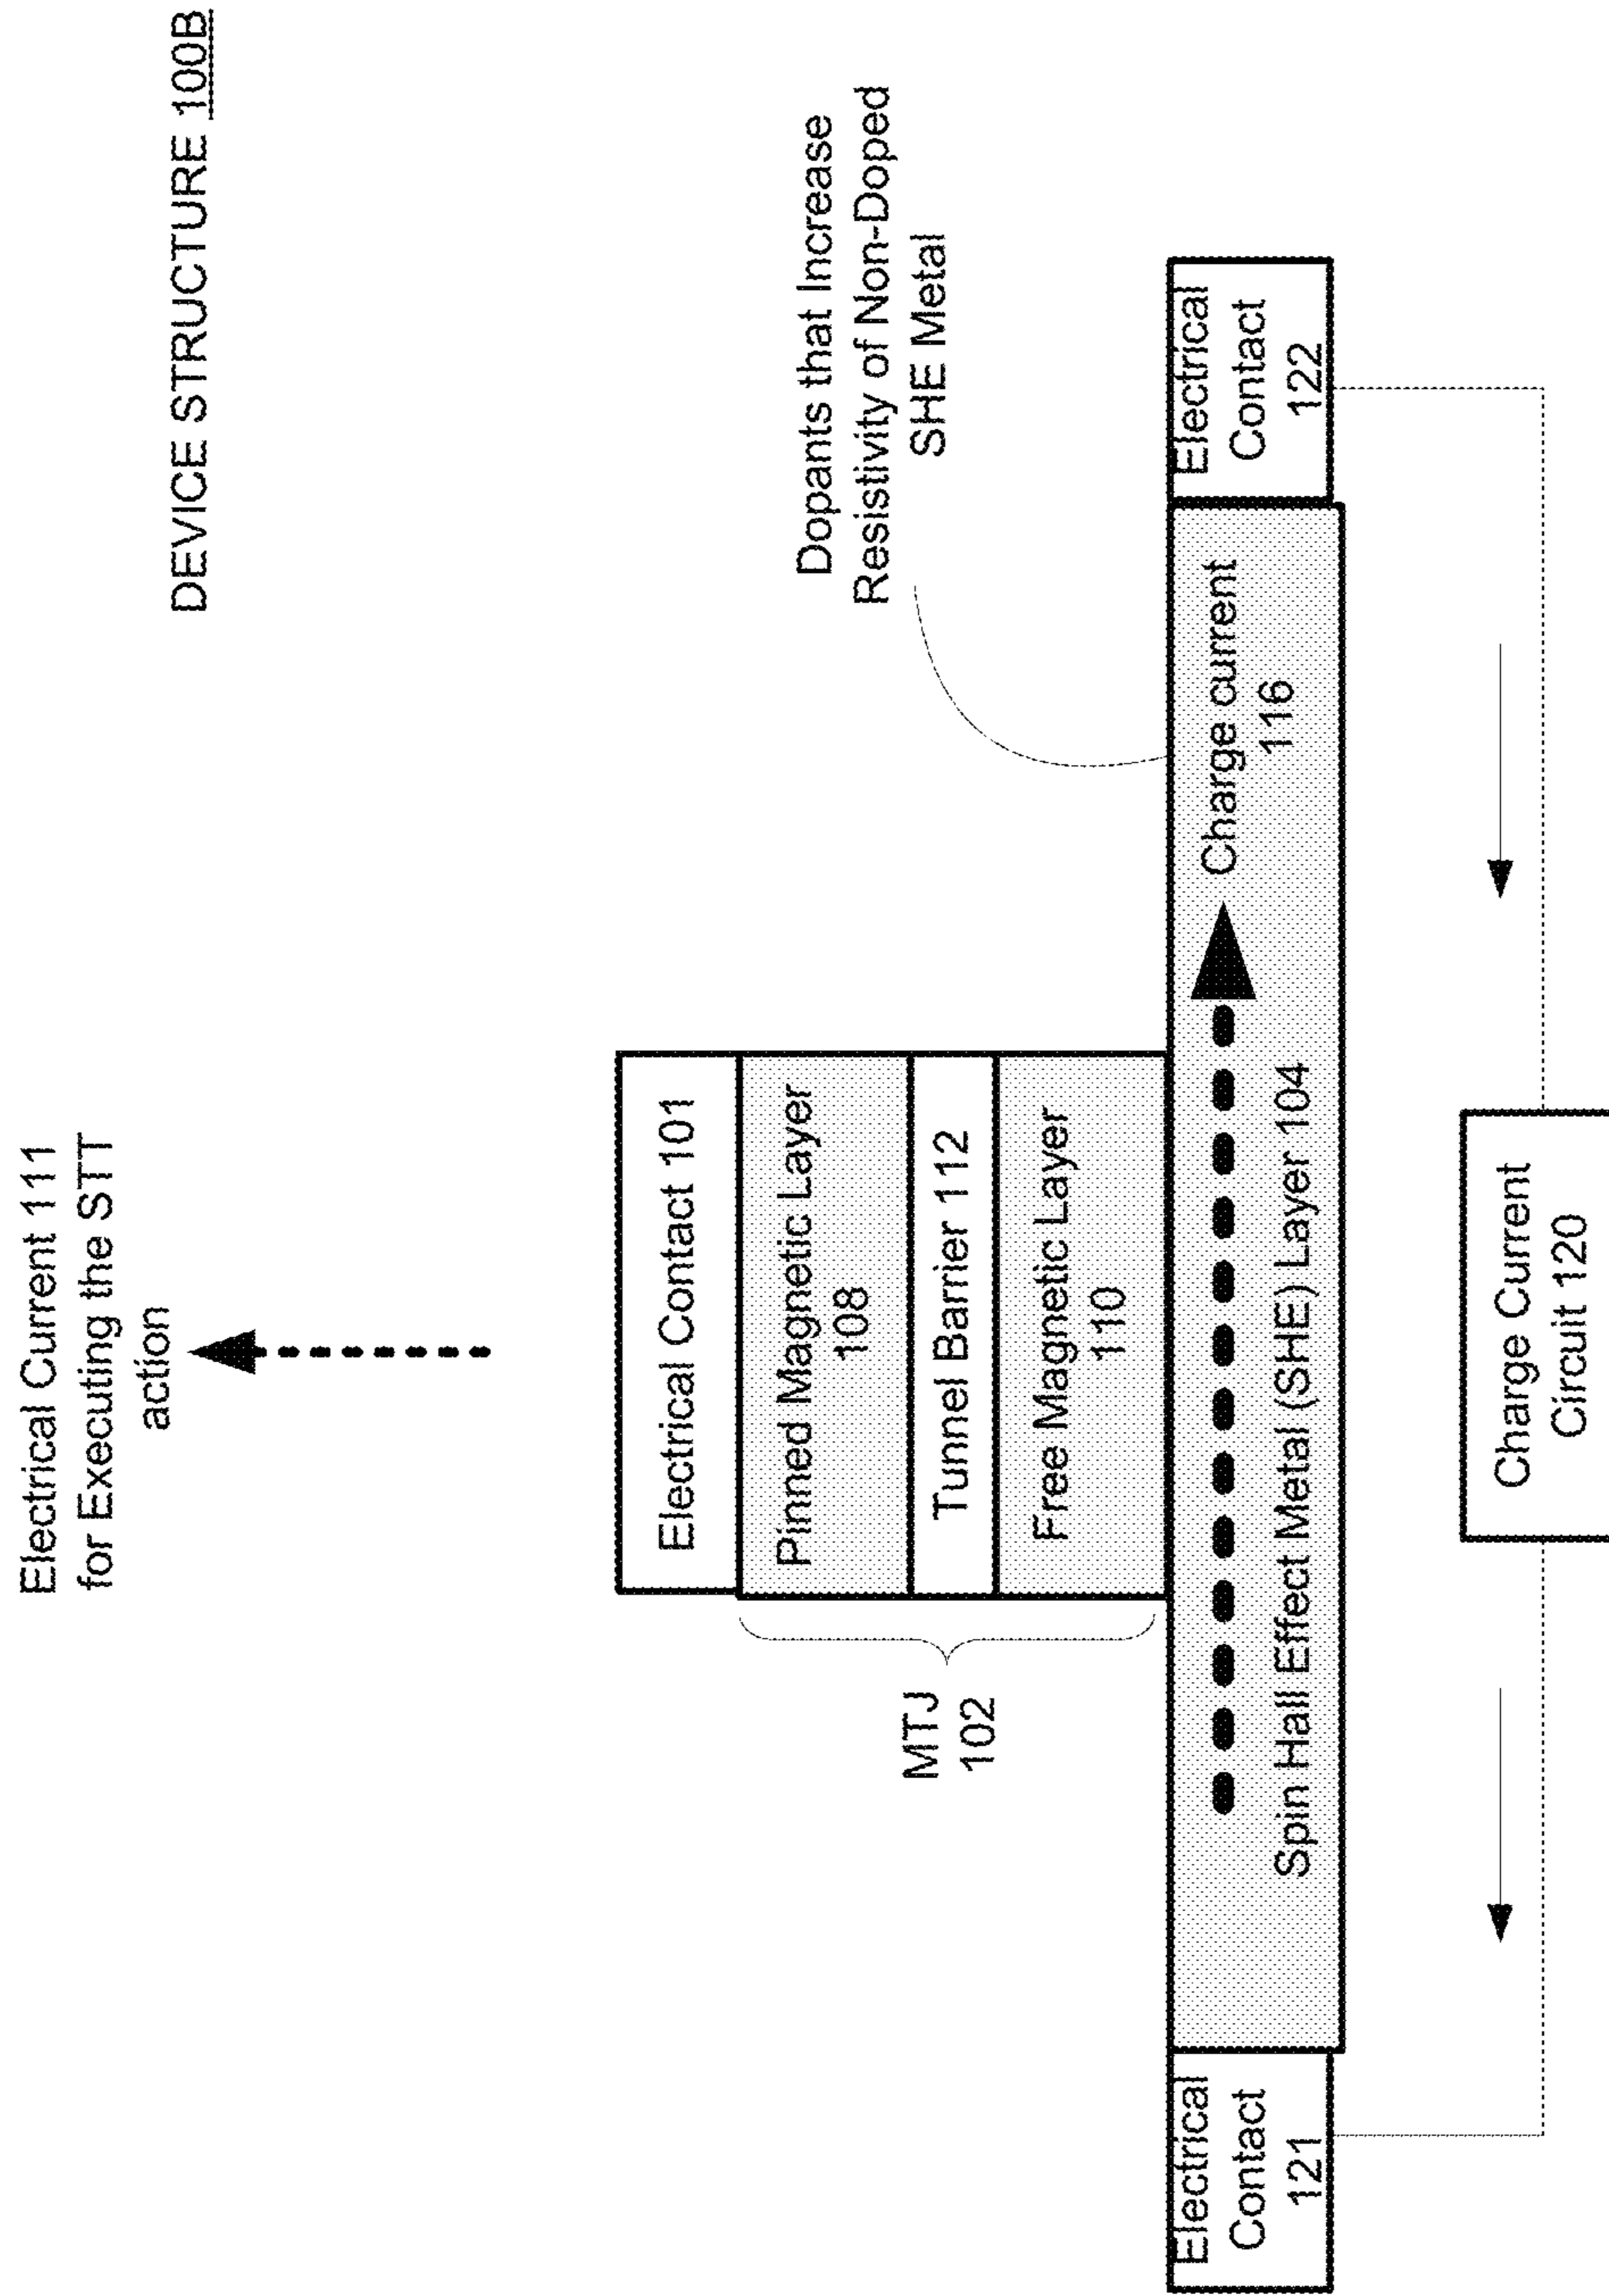 DEVICE STRUCTURE 100B
Electrical Current 111
for Executing the STT
action
Electrical Contact 101
Pinned Magnetic Layer
108
Tunnel Barrier 112
Free Magnetic Layer
110
MTJ
102
Dopants that Increase
Resistivity of Non-Doped
SHE Metal
Charge current
116
Spin Hall Effect Metal (SHE) Layer 104
Electrical
Contact
121
Electrical
Contact
122
Charge Current
Circuit 120